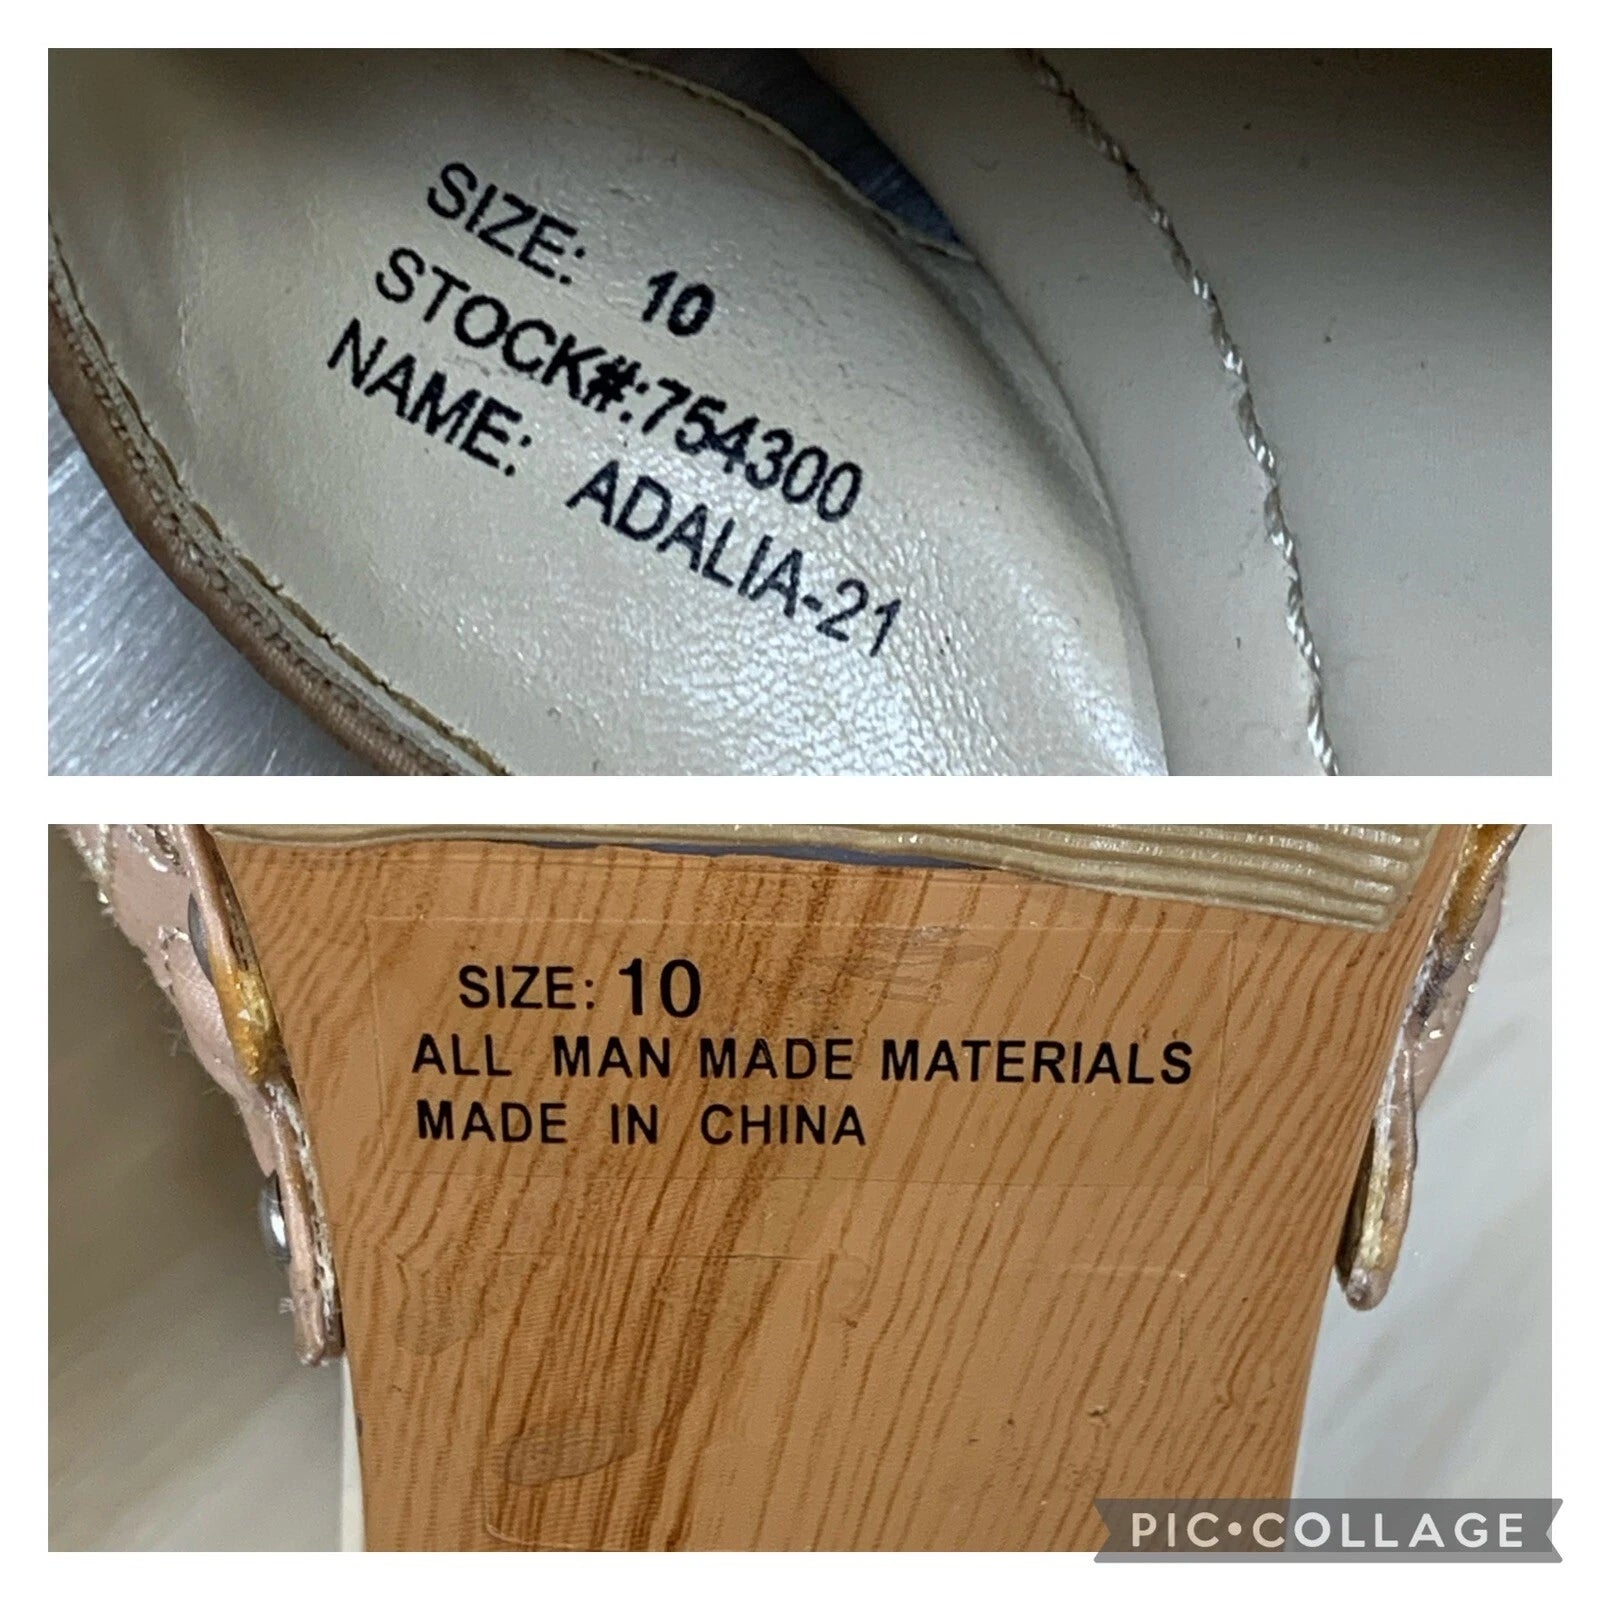 SIZE: 10
STOCK#:754300
NAME: ADALIA-21
SIZE: 10
ALL MAN MADE MATERIALS
MADE IN CHINA
PIC•COLLAGE